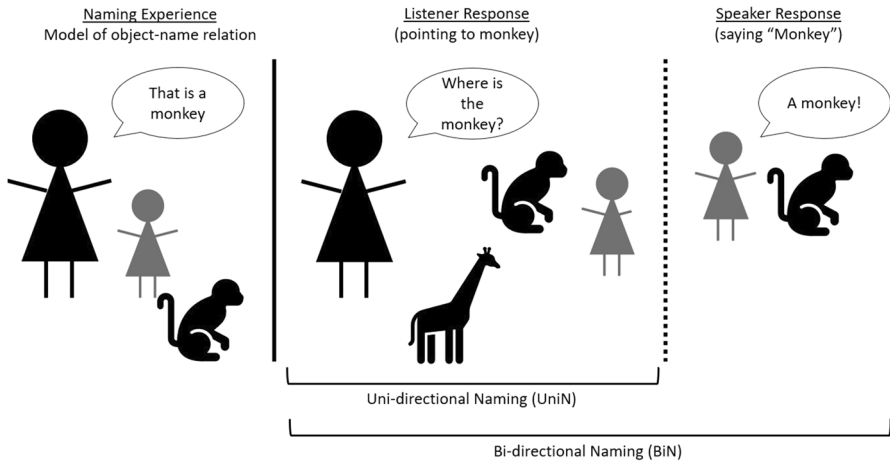 Naming Experience
Model of object-name relation
That is a
monkey
Listener Response
(pointing to monkey)
Where is
the
monkey?
Speaker Response
(saying “Monkey”)
A monkey!
Uni-directional Naming (UniN)
Bi-directional Naming (BiN)